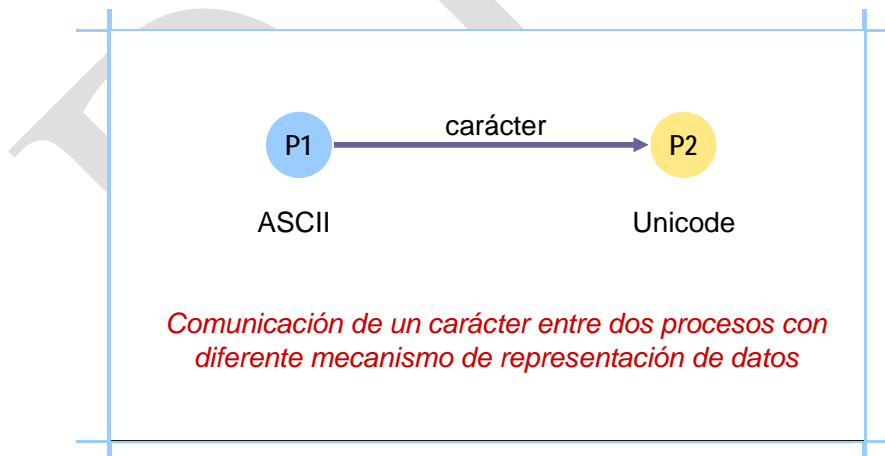 carácter
P1
P2
ASCII
Unicode
Comunicación de un carácter entre dos procesos con
diferente mecanismo de representación de datos